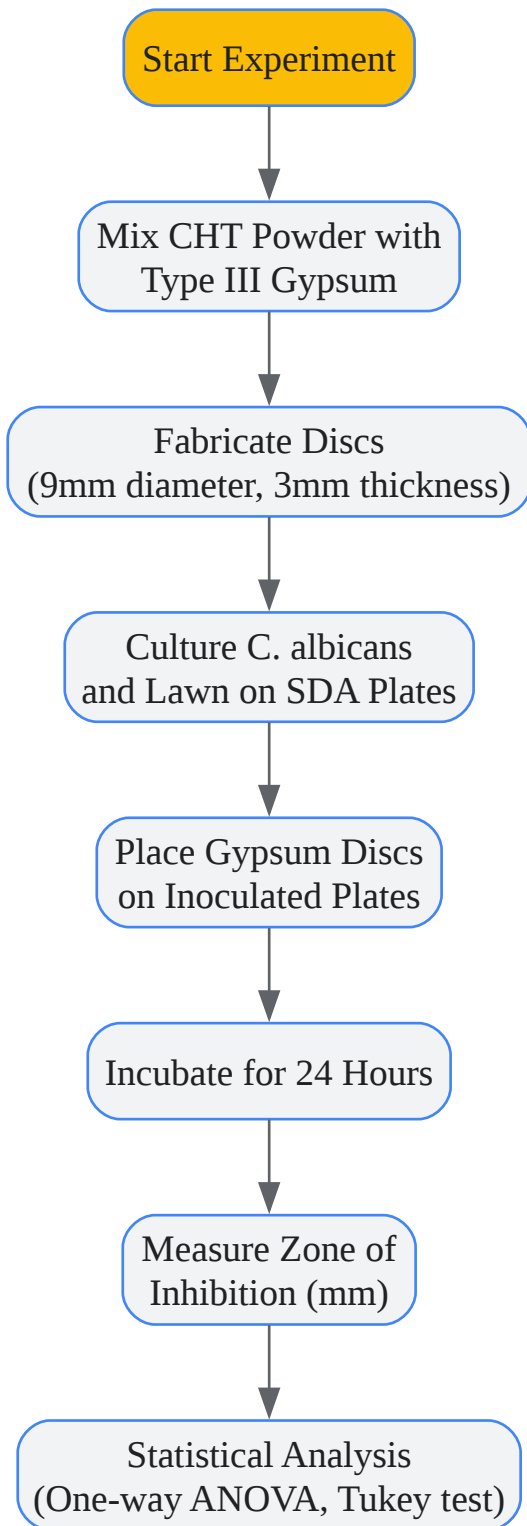 Start Experiment
Mix CHT Powder with
Type III Gypsum
Fabricate Discs
(9mm diameter, 3mm thickness)
Culture C. albicans
and Lawn on SDA Plates
Place Gypsum Discs
on Inoculated Plates
Incubate for 24 Hours
Measure Zone of
Inhibition (mm)
Statistical Analysis
(One-way ANOVA, Tukey test)